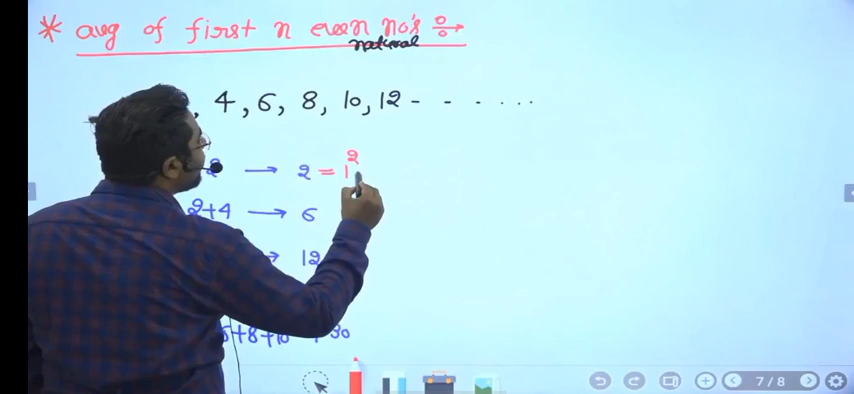 * avg of first n even no's ÷→
natural
, 4, 6, 8, 10, 12 - - - ...
2 → 2 = 1²
2+4 → 6
→ 12
+8+10 → 30
7 / 8